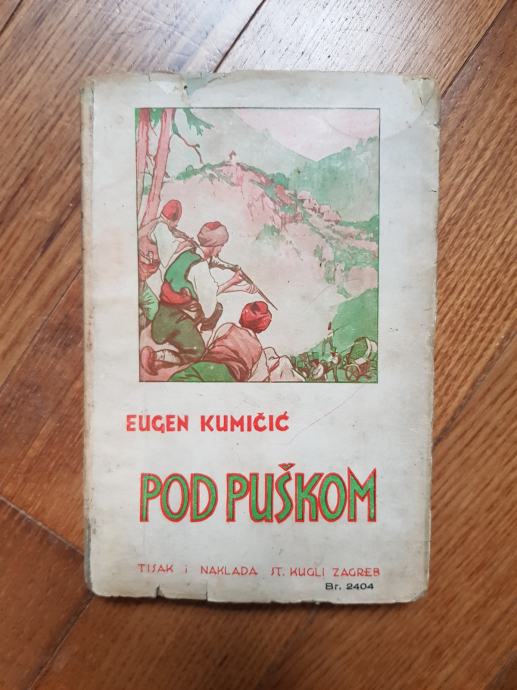 EUGEN KUMIČIĆ
POD PUŠKOM
TISAK i NAKLADA ST. KUGLI ZAGREB
Br. 2404